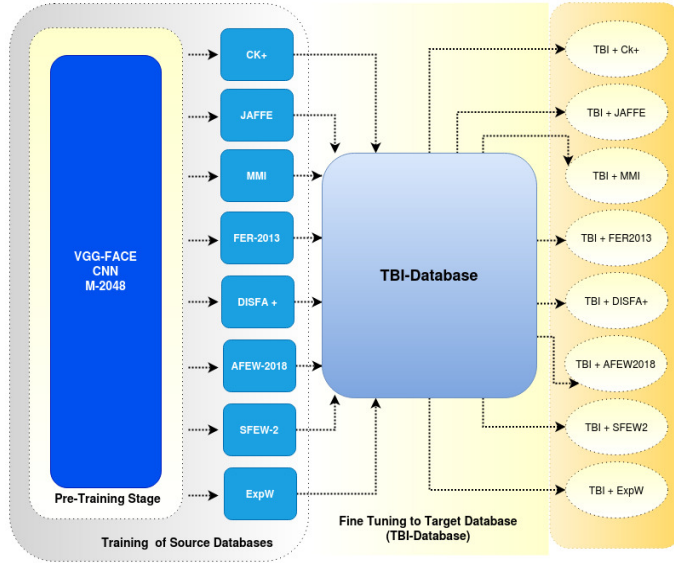 VGG-FACE
CNN
M-2048
Pre-Training Stage
Training of Source Databases
CK+
JAFFE
MMI
FER-2013
DISFA +
AFEW-2018
SFEW-2
ExpW
TBI-Database
Fine Tuning to Target Database
(TBI-Database)
TBI + Ck+
TBI + JAFFE
TBI + MMI
TBI + FER2013
TBI + DISFA+
TBI + AFEW2018
TBI + SFEW2
TBI + ExpW